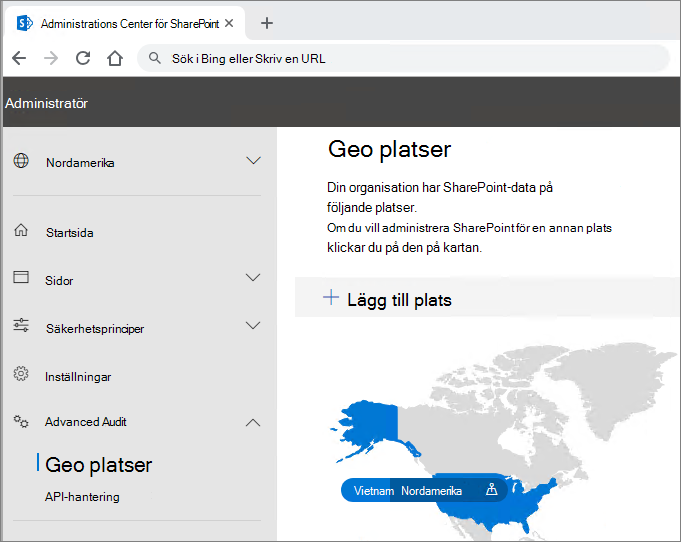 Administrations Center för SharePoint
Sök i Bing eller Skriv en URL
Administratör
Nordamerika
Startsida
Sidor
Säkerhetsprinciper
Inställningar
Advanced Audit
Geo platser
API-hantering
Geo platser
Din organisation har SharePoint-data på
följande platser.
Om du vill administrera SharePoint för en annan plats
klickar du på den på kartan.
Lägg till plats
Vietnam Nordamerika